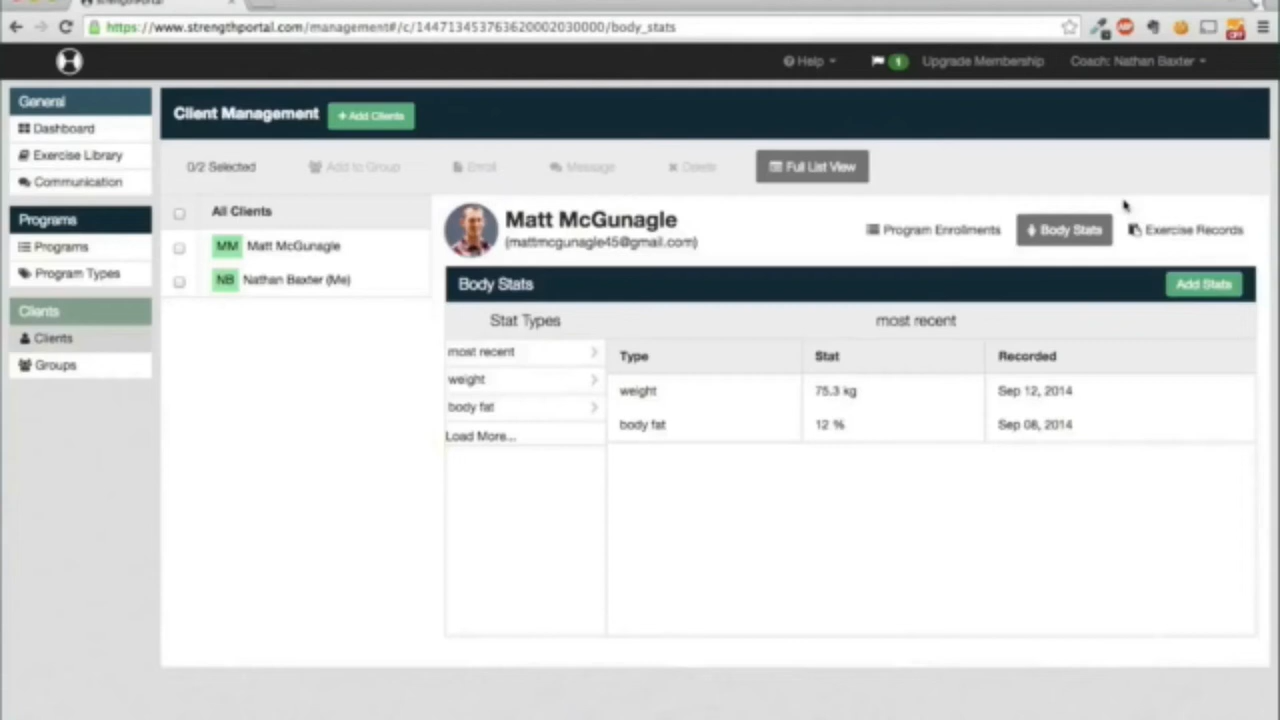 StrengthPortal
https://www.strengthportal.com/management#/c/144713453763620002030000/body_stats
Help
1
Upgrade Membership
Coach: Nathan Baxter
General
Dashboard
Exercise Library
Communication
Programs
Programs
Program Types
Clients
Clients
Groups
Client Management
+ Add Clients
0/2 Selected
Add to Group
Enroll
Message
Delete
Full List View
All Clients
MM Matt McGunagle
NB Nathan Baxter (Me)
Matt McGunagle
(mattmcgunagle45@gmail.com)
Program Enrollments
Body Stats
Exercise Records
Body Stats
Add Stats
Stat Types
most recent
most recent
weight
body fat
Load More...
Type Stat Recorded
weight 75.3 kg Sep 12, 2014
body fat 12 % Sep 08, 2014